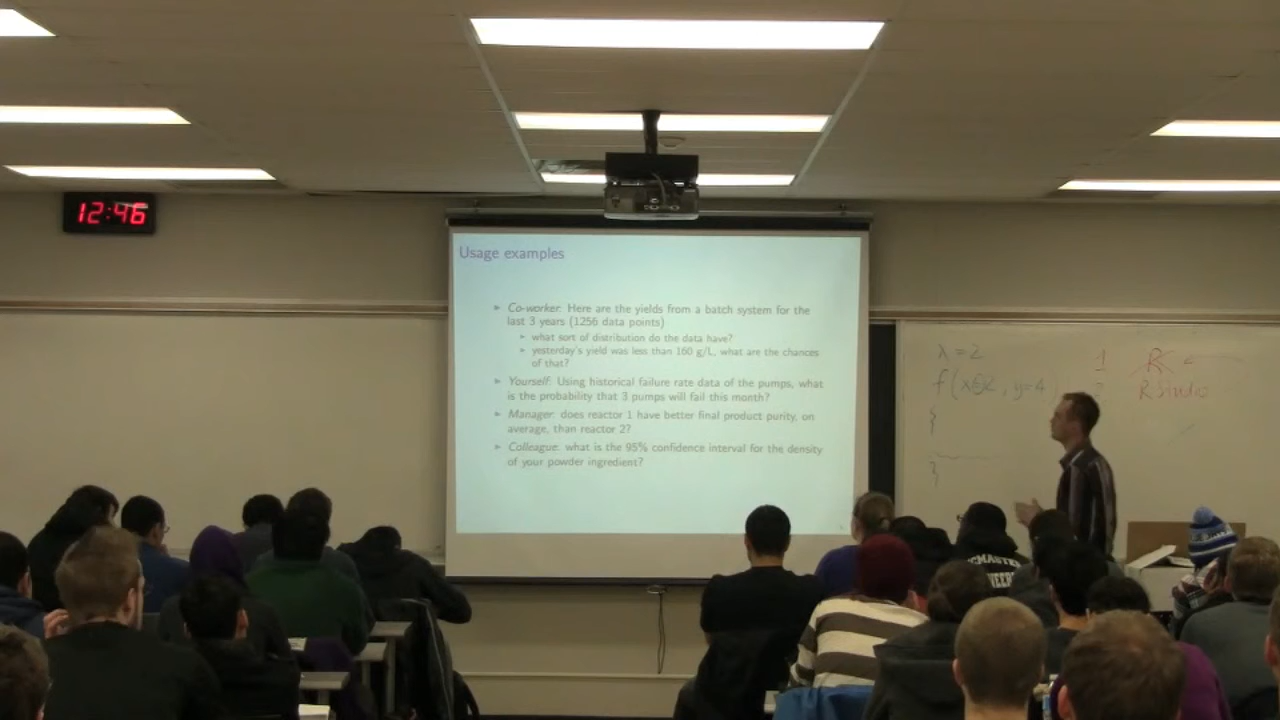 12:46
Usage examples
Co-worker: Here are the yields from a batch system for the
last 3 years (1256 data points)
what sort of distribution do the data have?
yesterday's yield was less than 160 g/L, what are the chances
of that?
Yourself: Using historical failure rate data of the pumps, what
is the probability that 3 pumps will fail this month?
Manager: does reactor 1 have better final product purity, on
average, than reactor 2?
Colleague: what is the 95% confidence interval for the density
of your powder ingredient?
x=2
y=4)
{
}
1
R
RStudio